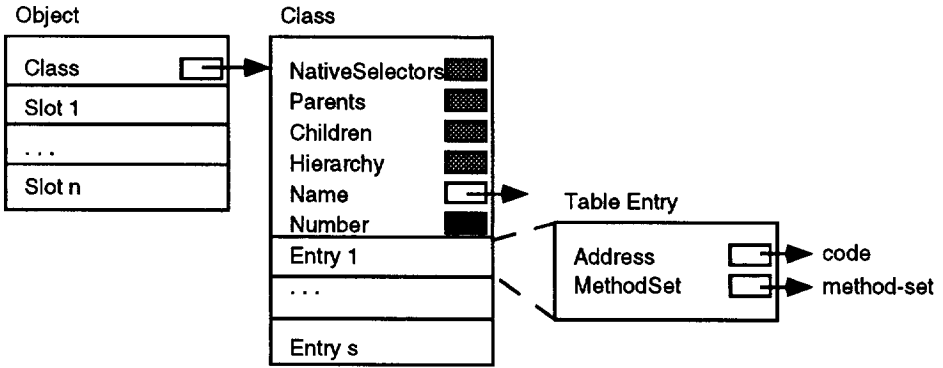 Object
Class
Slot 1
. . .
Slot n
Class
NativeSelectors
Parents
Children
Hierarchy
Name
Number
Entry 1
. . .
Entry s
Table Entry
Address
code
MethodSet
method-set